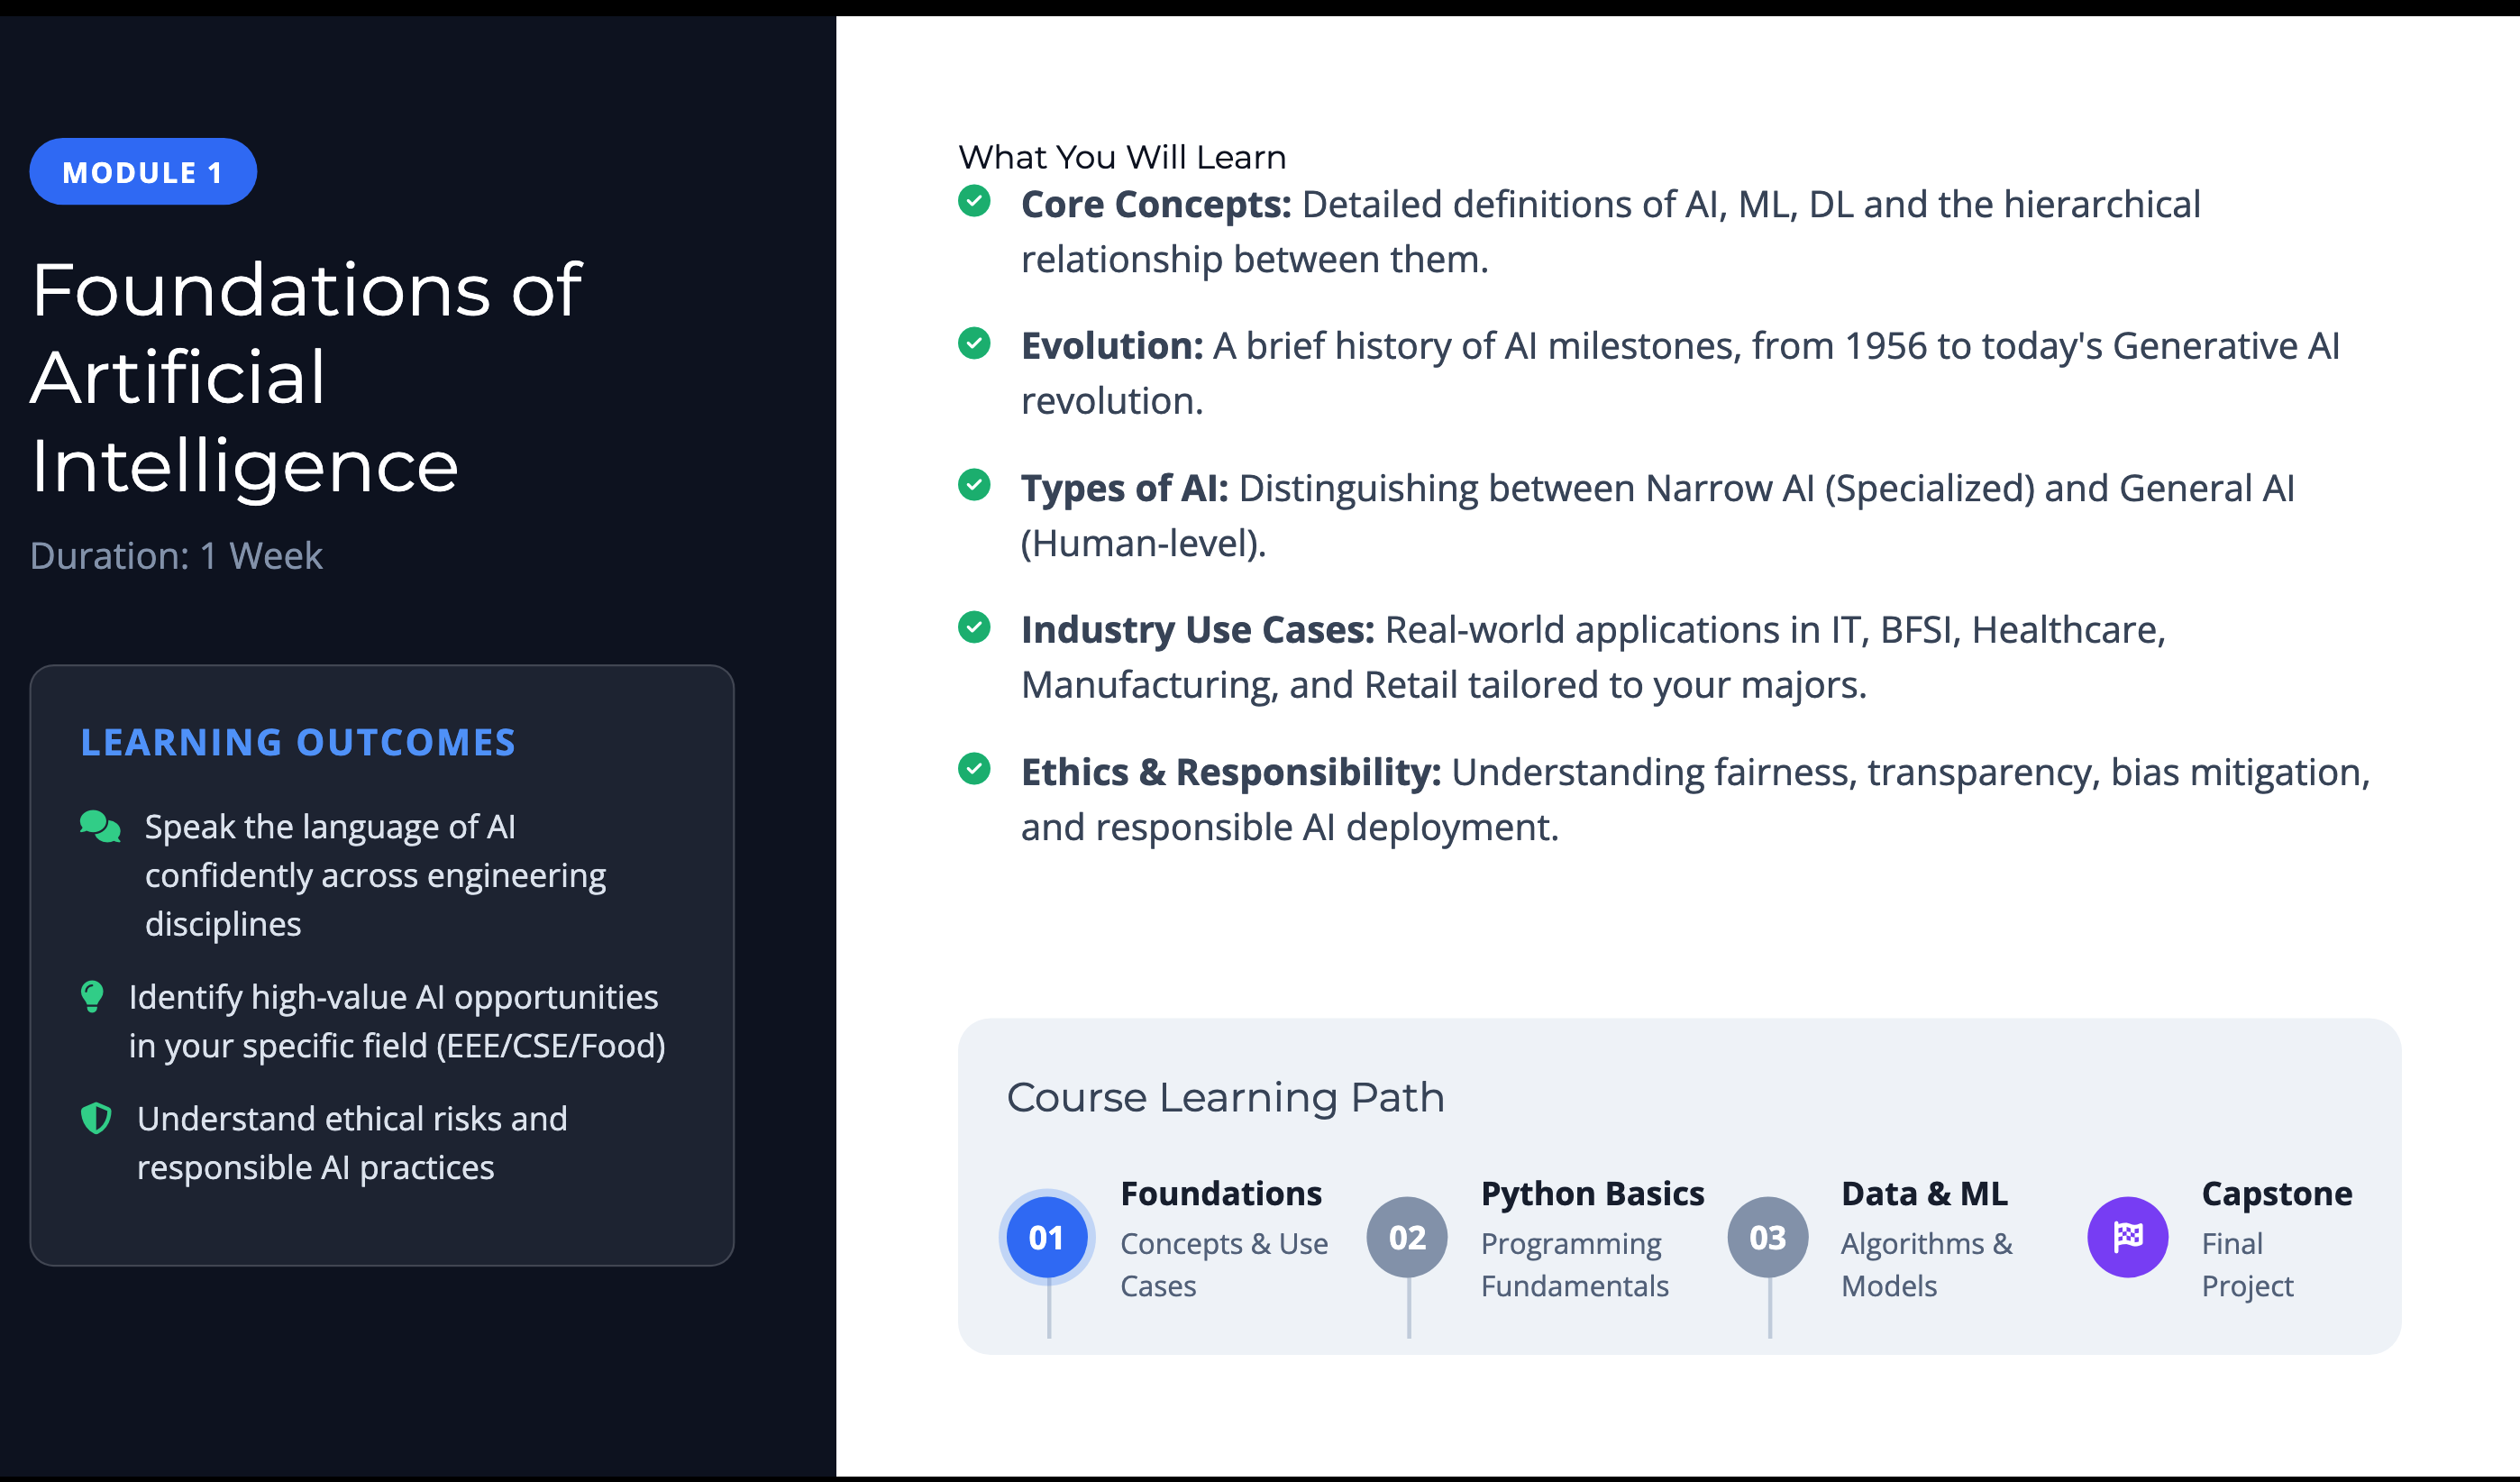 MODULE 1
Foundations of
Artificial
Intelligence
Duration: 1 Week
LEARNING OUTCOMES
Speak the language of AI
confidently across engineering
disciplines
Identify high-value AI opportunities
in your specific field (EEE/CSE/Food)
Understand ethical risks and
responsible AI practices
What You Will Learn
Core Concepts: Detailed definitions of AI, ML, DL and the hierarchical
relationship between them.
Evolution: A brief history of AI milestones, from 1956 to today's Generative AI
revolution.
Types of AI: Distinguishing between Narrow AI (Specialized) and General AI
(Human-level).
Industry Use Cases: Real-world applications in IT, BFSI, Healthcare,
Manufacturing, and Retail tailored to your majors.
Ethics & Responsibility: Understanding fairness, transparency, bias mitigation,
and responsible AI deployment.
Course Learning Path
01
Foundations
Concepts & Use
Cases
02
Python Basics
Programming
Fundamentals
03
Data & ML
Algorithms &
Models
Capstone
Final
Project